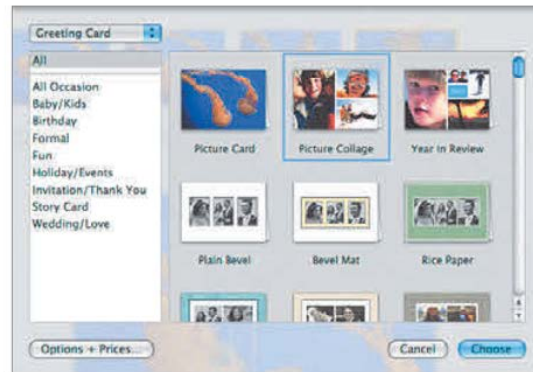 Greeting Card
All
All Occasion
Baby/Kids
Birthday
Formal
Fun
Holiday/Events
Invitation/Thank You
Story Card
Wedding/Love
Picture Card
Picture Collage
Year in Review
Plain Bevel
Bevel Mat
Rice Paper
Options + Prices...
Cancel
Choose